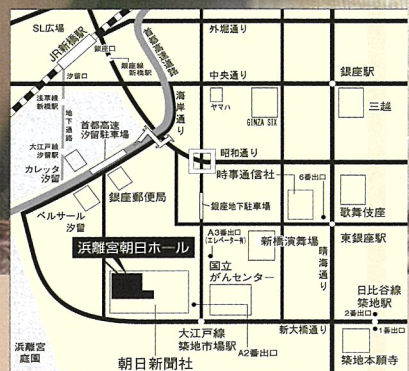 SL広場
JR新橋駅
銀座口
汐留口
銀座線
新橋駅
浅草線
新橋駅
地下通路
首都高速道路
外堀通り
中央通り
海岸通り
ヤマハ
GINZA SIX
銀座駅
三越
大江戸線
汐留駅
カレッタ
汐留
首都高速
汐留駐車場
昭和通り
時事通信社
6番出口
銀座郵便局
ベルサール
汐留
銀座地下駐車場
歌舞伎座
東銀座駅
A3番出口
(エレベーター有)
新橋演舞場
晴海通り
浜離宮朝日ホール
国立
がんセンター
日比谷線
築地駅
2番出口
1番出口
新大橋通り
大江戸線
築地市場駅
A2番出口
浜離宮
庭園
朝日新聞社
築地本願寺